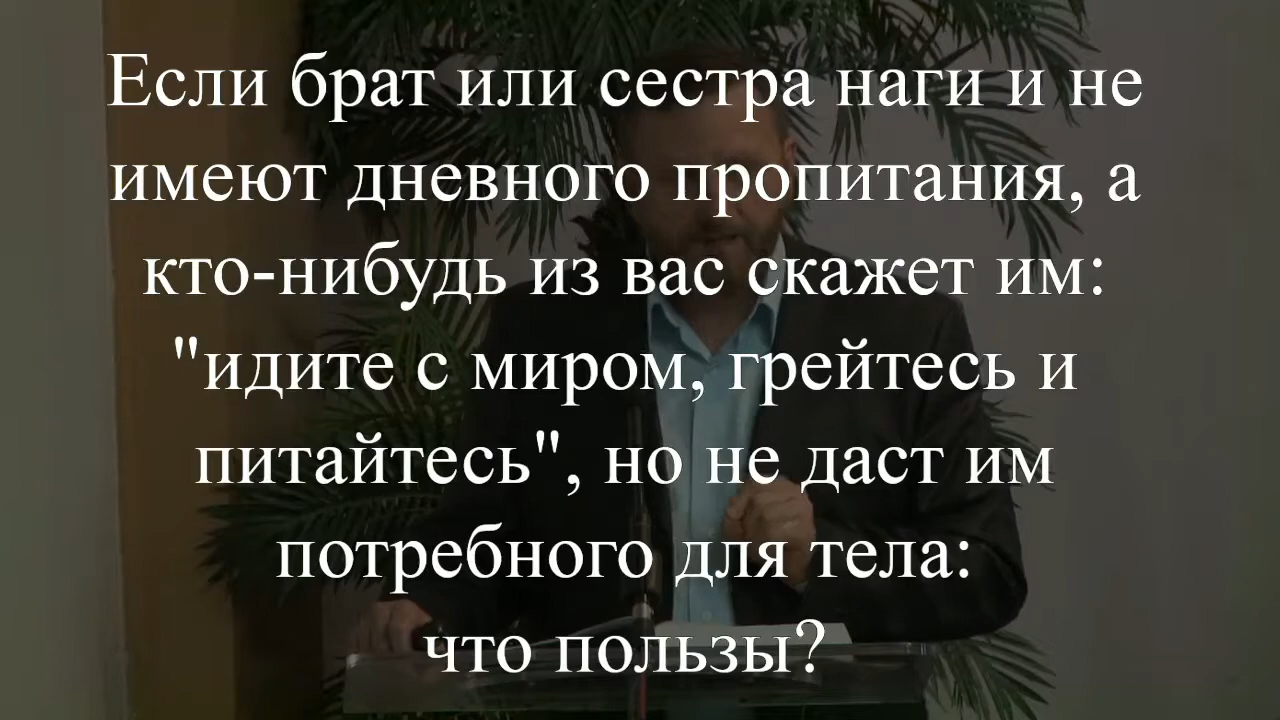 Если брат или сестра наги и не
имеют дневного пропитания, а
кто-нибудь из вас скажет им:
"идите с миром, грейтесь и
питайтесь", но не даст им
потребного для тела:
что пользы?